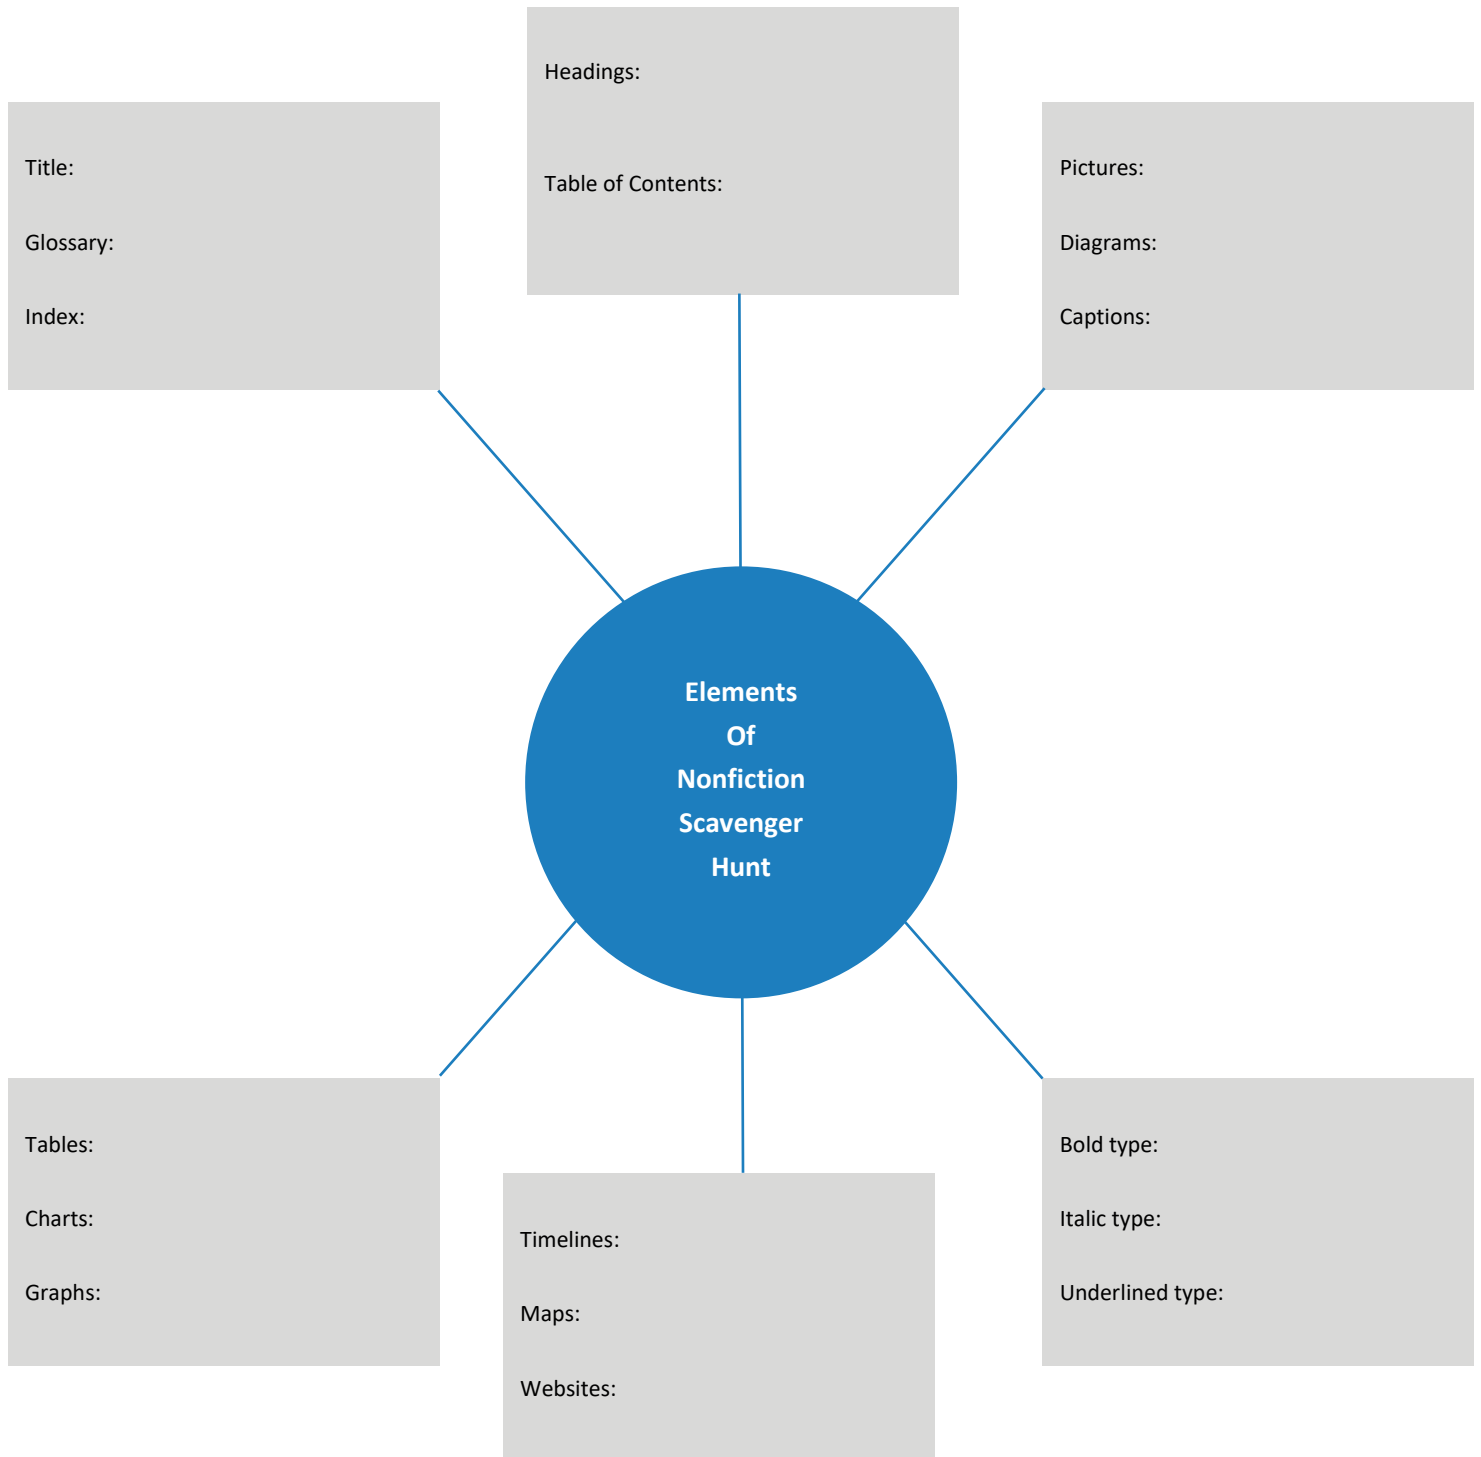 Headings:
Table of Contents:
Title:
Glossary:
Index:
Pictures:
Diagrams:
Captions:
Elements
Of
Nonfiction
Scavenger
Hunt
Tables:
Charts:
Graphs:
Timelines:
Maps:
Websites:
Bold type:
Italic type:
Underlined type: